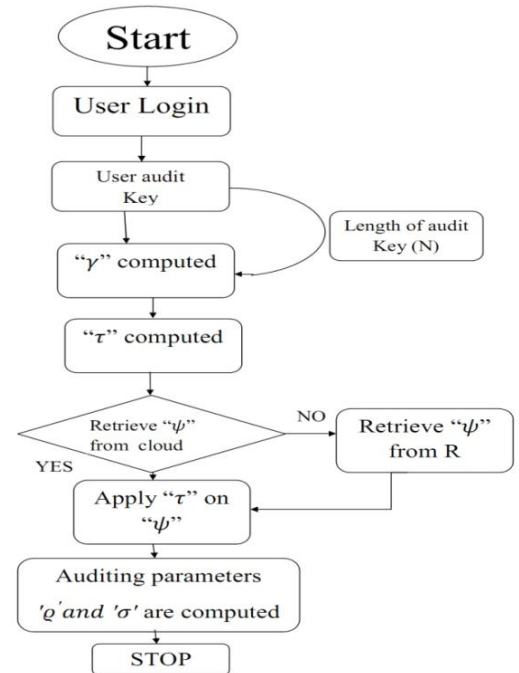 Start
User Login
User audit
Key
Length of audit
Key (N)
“γ” computed
“τ” computed
Retrieve “ψ”
from cloud
NO
Retrieve “ψ”
from R
YES
Apply “τ” on
“ψ”
Auditing parameters
'ϱ'and 'σ' are computed
STOP